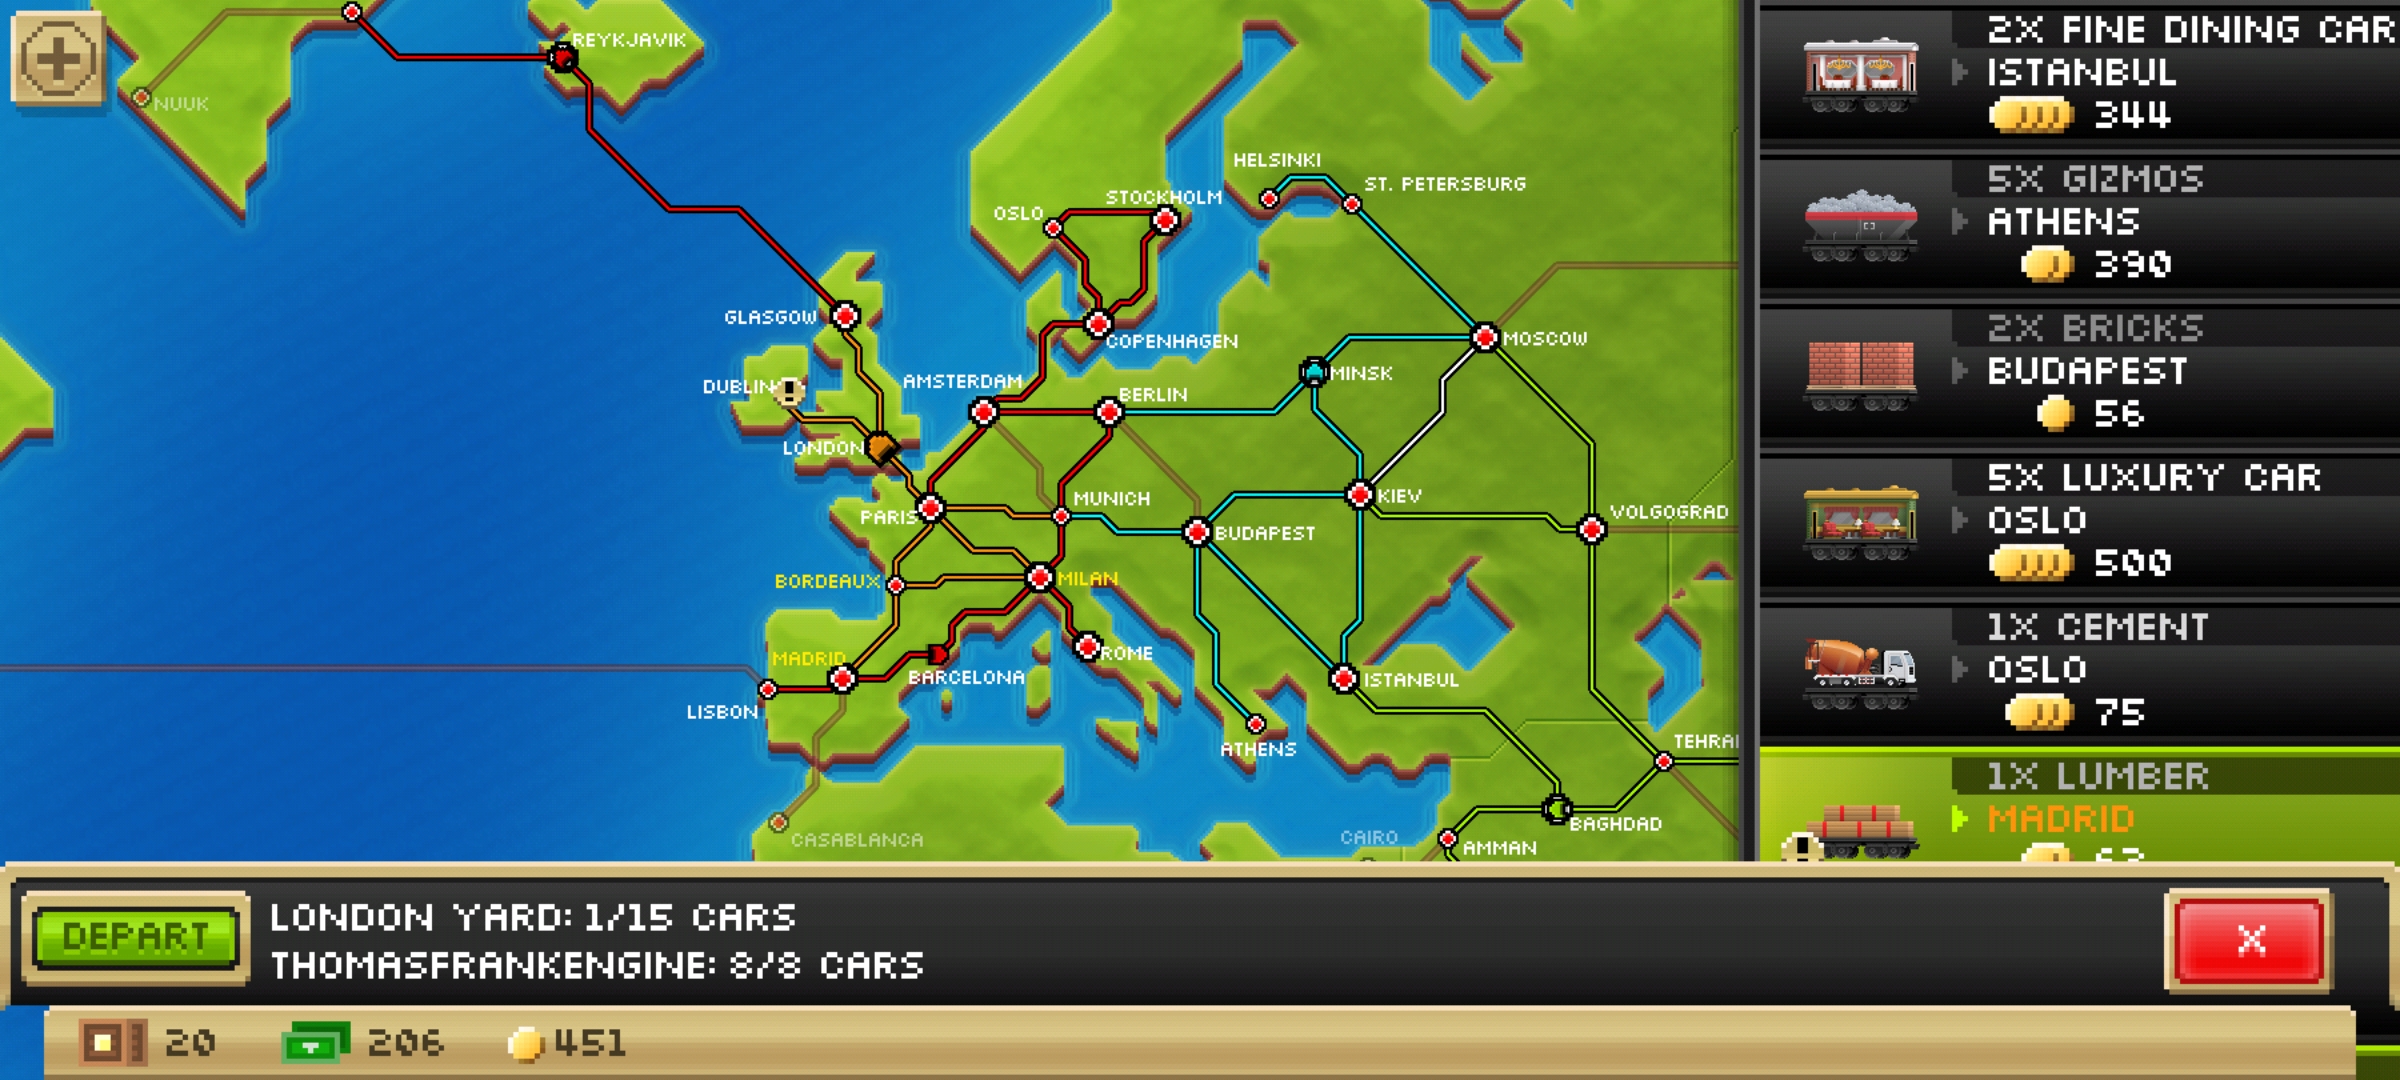 REYKJAVIK
NUUK
HELSINKI
ST. PETERSBURG
STOCKHOLM
OSLO
GLASGOW
COPENHAGEN
MOSCOW
DUBLIN
AMSTERDAM
BERLIN
MINSK
LONDON
PARIS
MUNICH
KIEV
BUDAPEST
VOLGOGRAD
BORDEAUX
MILAN
MADRID
ROME
BARCELONA
ISTANBUL
LISBON
ATHENS
TEHRA
CASABLANCA
CAIRO
AMMAN
BAGHDAD
2X FINE DINING CAR
ISTANBUL
344
5X GIZMOS
ATHENS
390
2X BRICKS
BUDAPEST
56
5X LUXURY CAR
OSLO
500
1X CEMENT
OSLO
75
1X LUMBER
MADRID
DEPART
LONDON YARD: 1/15 CARS
THOMASFRANKENGINE: 8/8 CARS
X
20
206
451